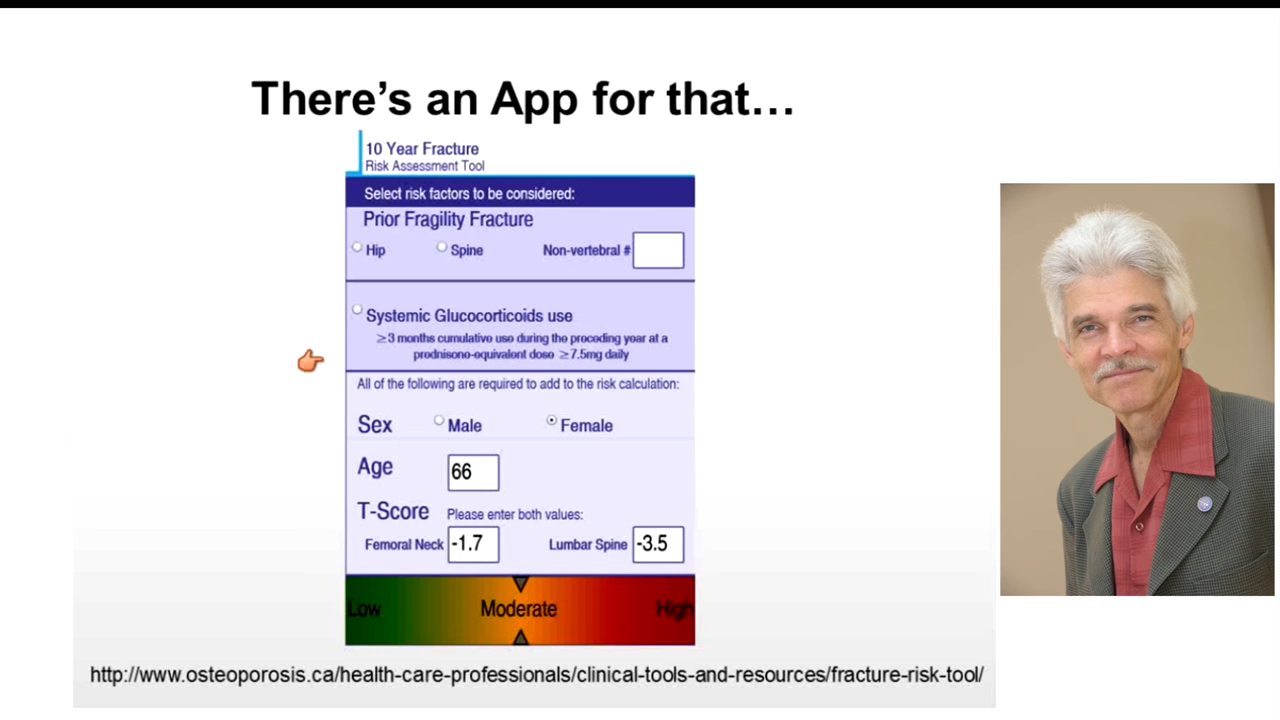 There's an App for that...
10 Year Fracture
Risk Assessment Tool
Select risk factors to be considered:
Prior Fragility Fracture
Hip Spine Non-vertebral #
Systemic Glucocorticoids use
≥3 months cumulative use during the preceding year at a
prednisone-equivalent dose ≥7.5mg daily
All of the following are required to add to the risk calculation:
Sex Male Female
Age 66
T-Score Please enter both values:
Femoral Neck -1.7 Lumbar Spine -3.5
Low Moderate High
http://www.osteoporosis.ca/health-care-professionals/clinical-tools-and-resources/fracture-risk-tool/